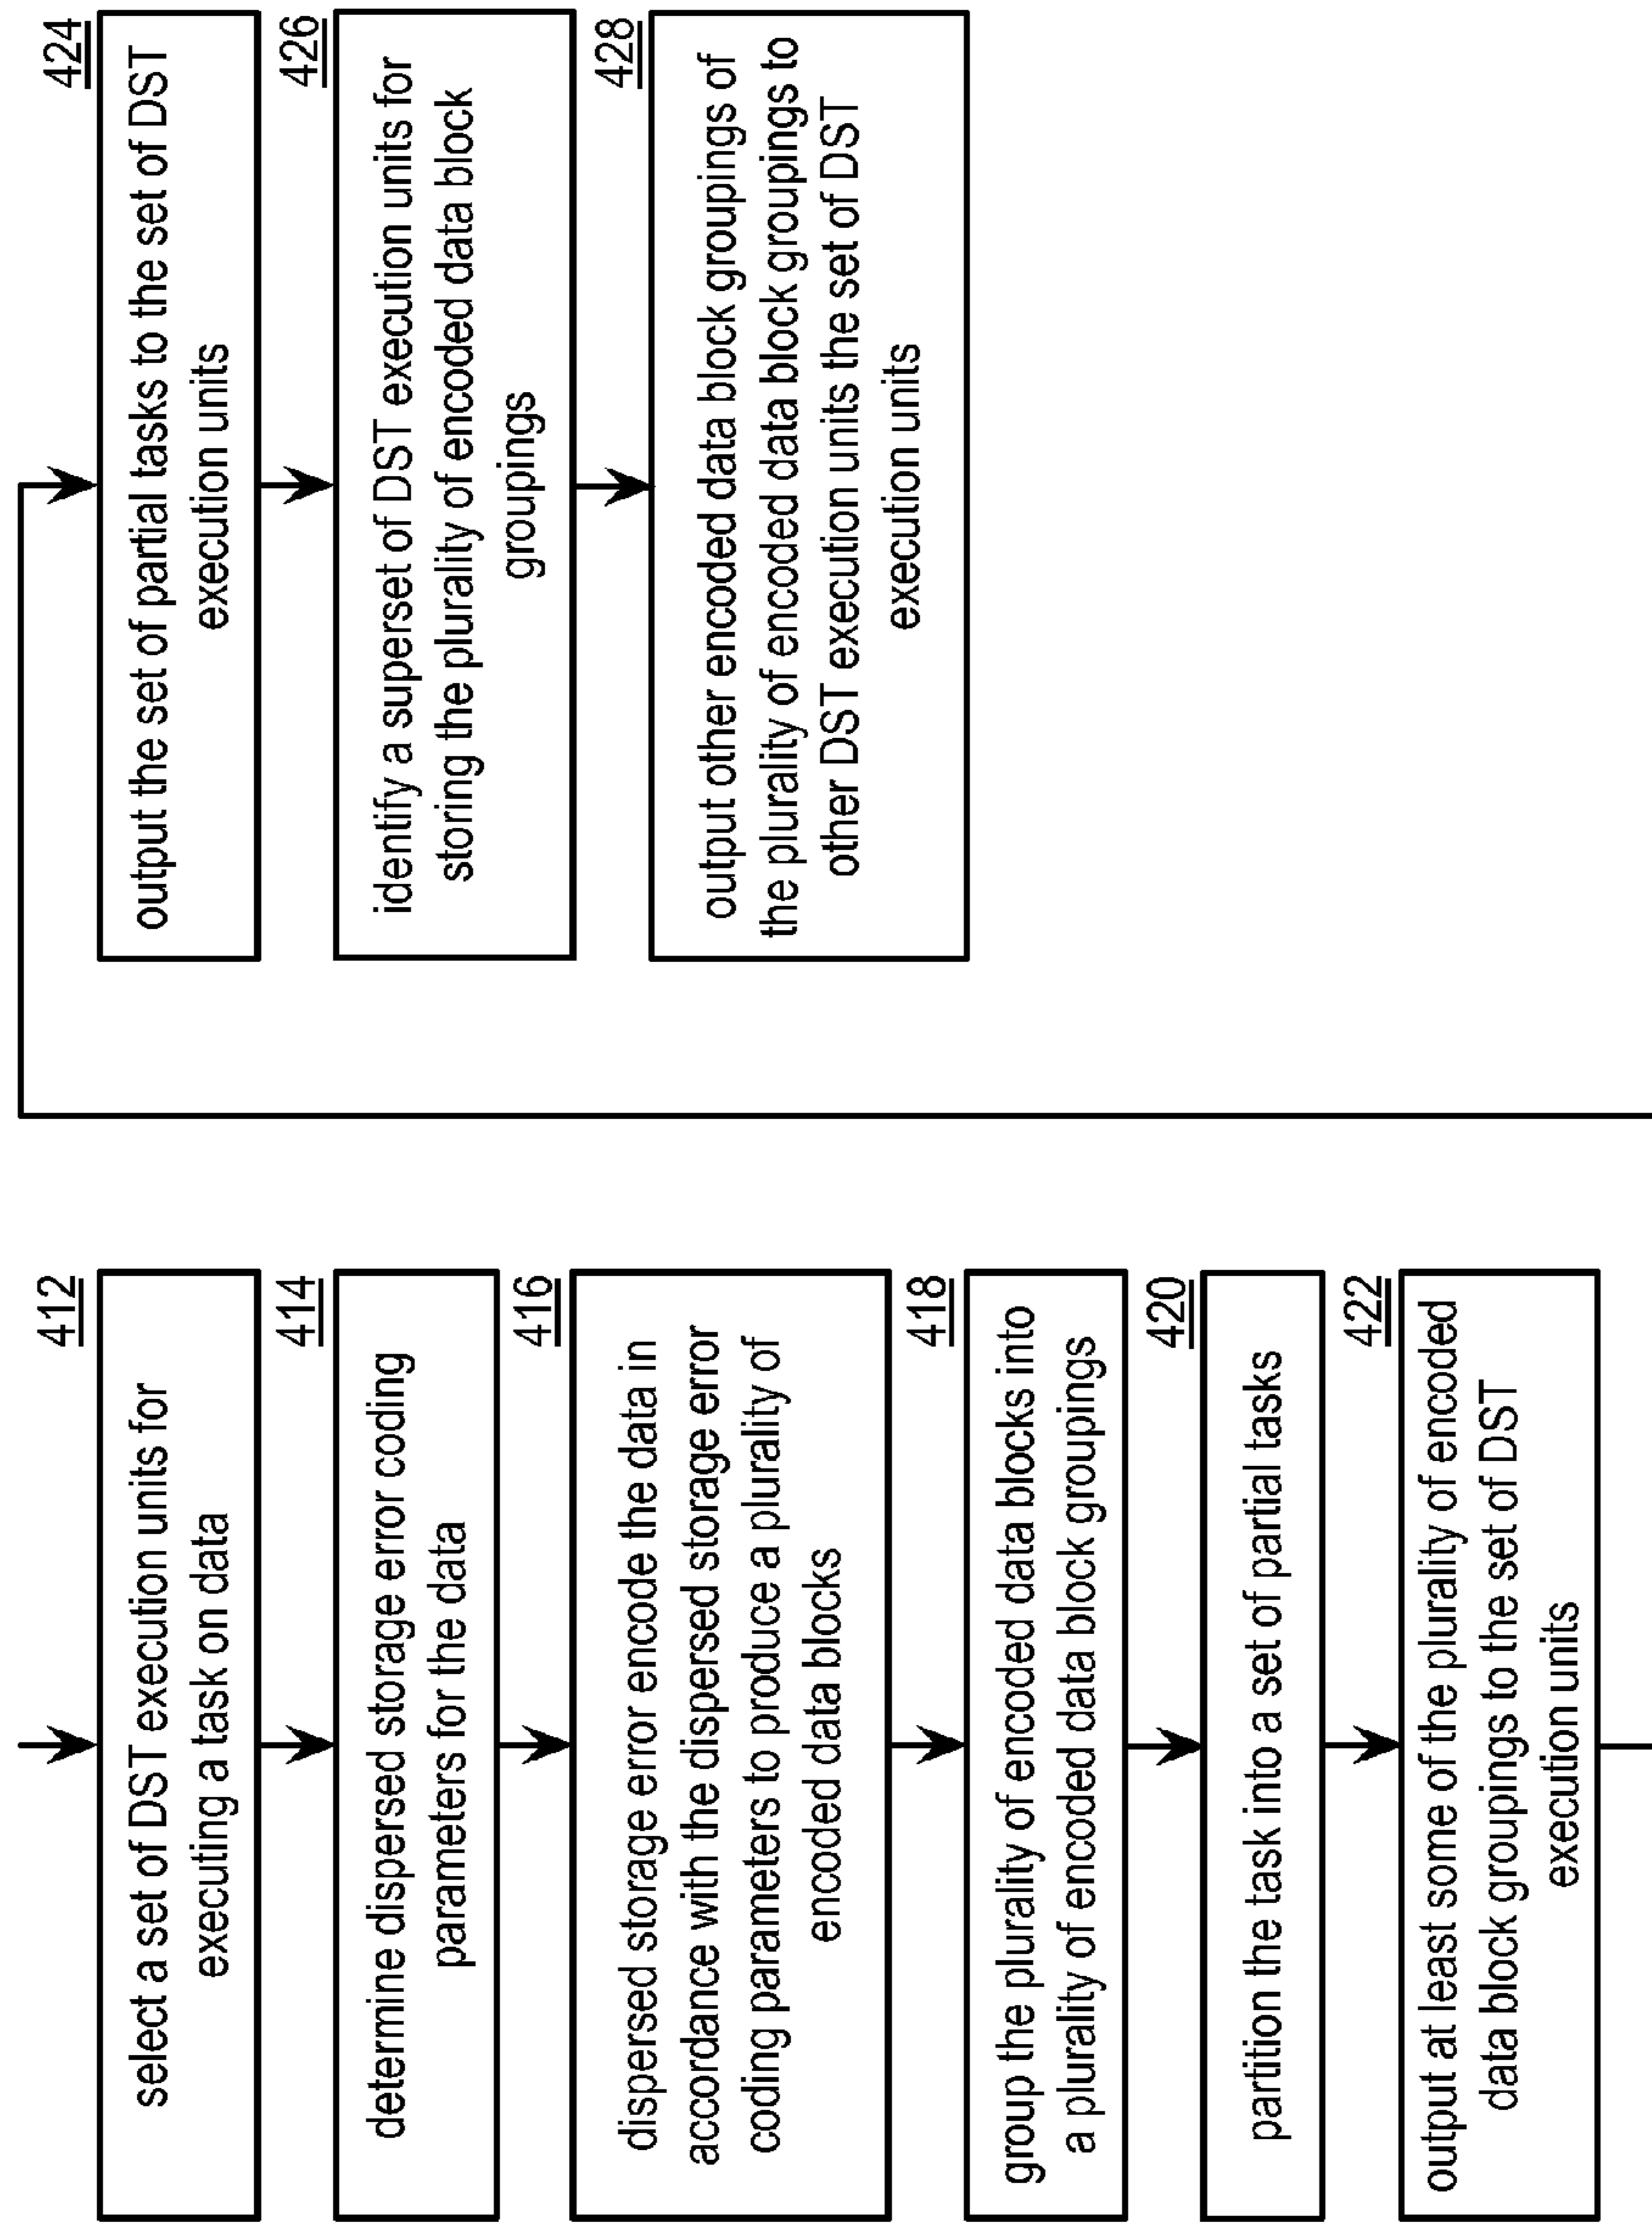 412
select a set of DST execution units for
executing a task on data
414
determine dispersed storage error coding
parameters for the data
416
dispersed storage error encode the data in
accordance with the dispersed storage error
coding parameters to produce a plurality of
encoded data blocks
418
group the plurality of encoded data blocks into
a plurality of encoded data block groupings
420
partition the task into a set of partial tasks
422
output at least some of the plurality of encoded
data block groupings to the set of DST
execution units
424
output the set of partial tasks to the set of DST
execution units
426
identify a superset of DST execution units for
storing the plurality of encoded data block
groupings
428
output other encoded data block groupings of
the plurality of encoded data block groupings to
other DST execution units the set of DST
execution units